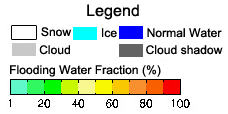 Legend
Snow Ice Normal Water
Cloud Cloud shadow
Flooding Water Fraction (%)
1 20 40 60 80 100